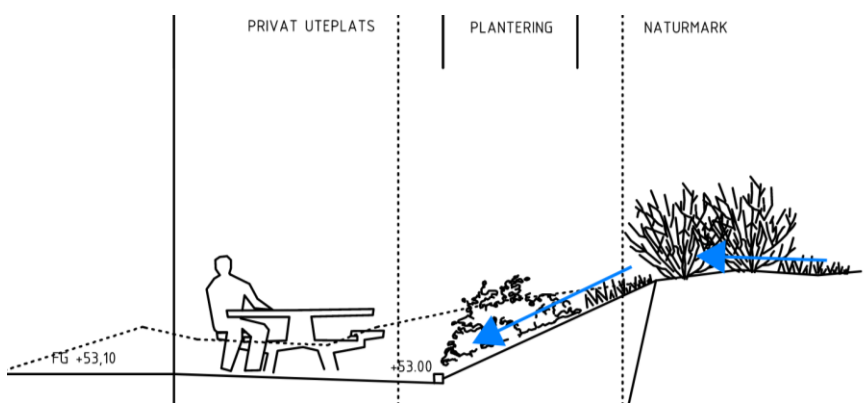 PRIVAT UTEPLATS
PLANTERING
NATURMARK
FG +53,10
+53.00